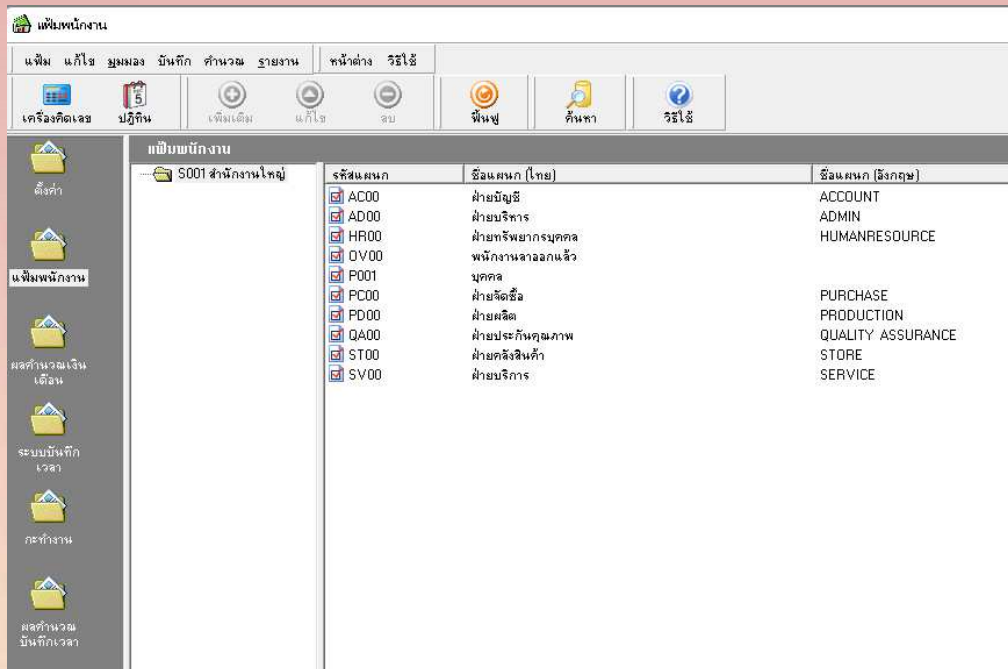 แฟ้มพนักงาน
แฟ้ม แก้ไข มุมมอง บันทึก คำนวณ รายงาน หน้าต่าง วิธีใช้
เครื่องคิดเลข ปฏิทิน เพิ่มเติม แก้ไข ลบ ฟื้นฟู ค้นหา วิธีใช้
5
ตั้งค่า
แฟ้มพนักงาน
ผลคำนวณเงิน
เดือน
ระบบบันทึก
เวลา
กะทำงาน
ผลคำนวณ
บันทึกเวลา
แฟ้มพนักงาน
S001 สำนักงานใหญ่
รหัสแผนก ชื่อแผนก (ไทย) ชื่อแผนก (อังกฤษ)
AC00 ฝ่ายบัญชี ACCOUNT
AD00 ฝ่ายบริหาร ADMIN
HR00 ฝ่ายทรัพยากรบุคคล HUMANRESOURCE
OV00 พนักงานลาออกแล้ว
P001 บุคคล
PC00 ฝ่ายจัดซื้อ PURCHASE
PD00 ฝ่ายผลิต PRODUCTION
QA00 ฝ่ายประกันคุณภาพ QUALITY ASSURANCE
ST00 ฝ่ายคลังสินค้า STORE
SV00 ฝ่ายบริการ SERVICE